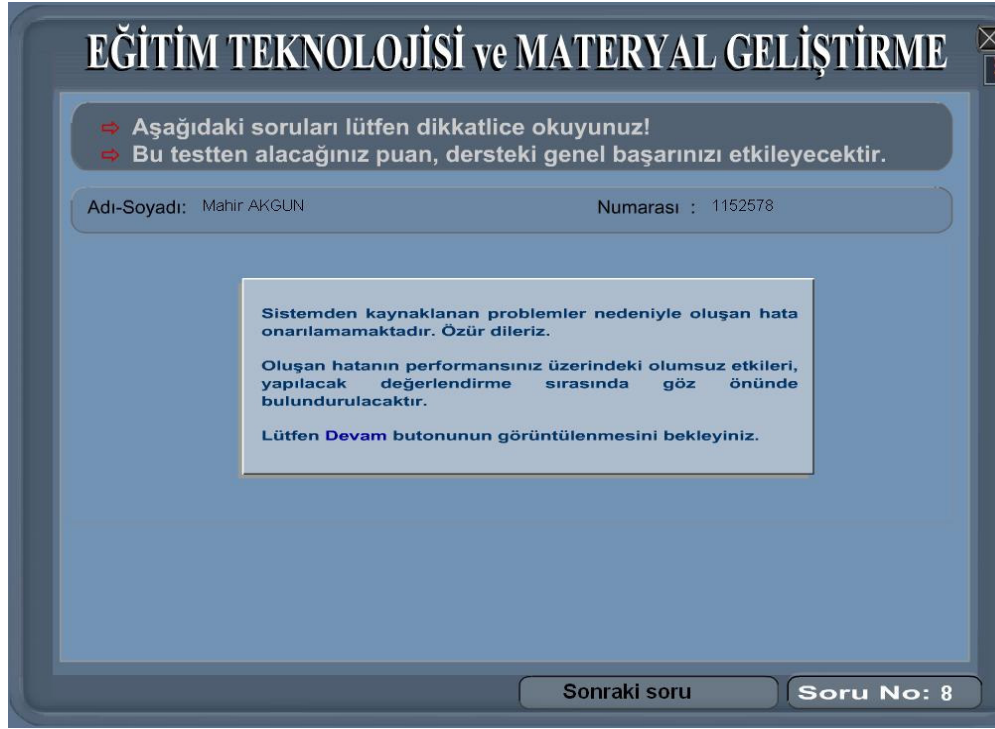 EĞİTİM TEKNOLOJİSİ ve MATERYAL GELİŞTİRME
Aşağıdaki soruları lütfen dikkatlice okuyunuz!
Bu testten alacağınız puan, dersteki genel başarınızı etkileyecektir.
Adı-Soyadı: Mahir AKGUN Numarası : 1152578
Sistemden kaynaklanan problemler nedeniyle oluşan hata
onarılamamaktadır. Özür dileriz.
Oluşan hatanın performansınız üzerindeki olumsuz etkileri,
yapılacak değerlendirme sırasında göz önünde
bulundurulacaktır.
Lütfen Devam butonunun görüntülenmesini bekleyiniz.
Sonraki soru Soru No: 8